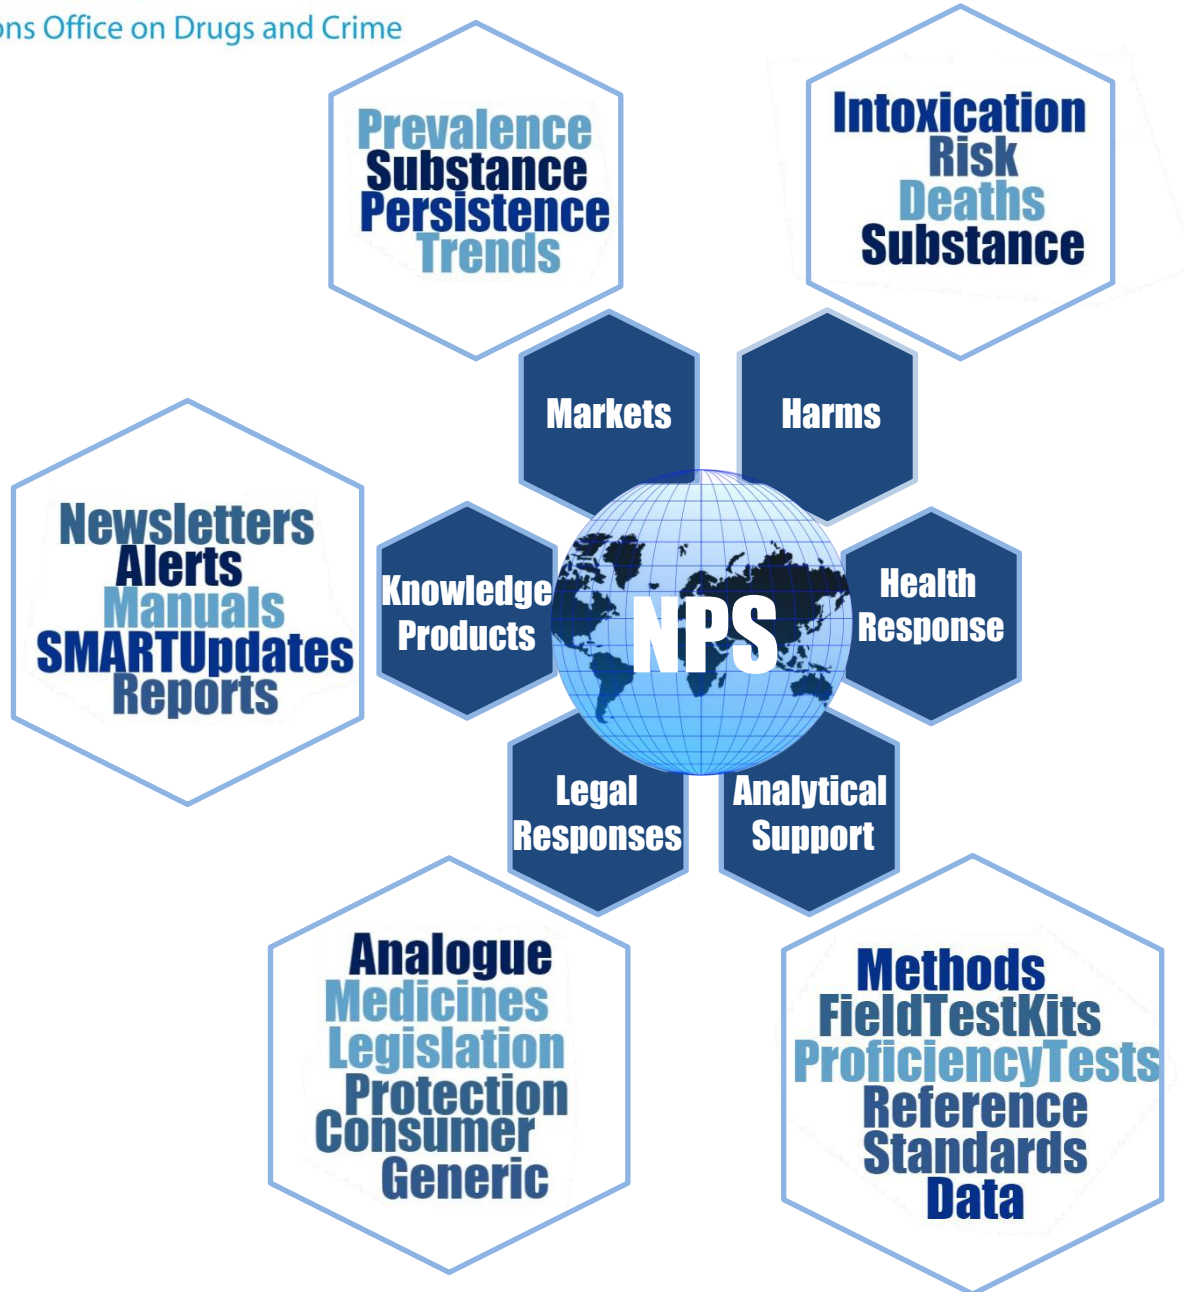 ons Office on Drugs and Crime
Prevalence
Substance
Persistence
Trends
Intoxication
Risk
Deaths
Substance
Markets
Harms
Newsletters
Alerts
Manuals
SMARTUpdates
Reports
Knowledge
Products
NPS
Health
Response
Legal
Responses
Analytical
Support
Analogue
Medicines
Legislation
Protection
Consumer
Generic
Methods
FieldTestKits
ProficiencyTests
Reference
Standards
Data